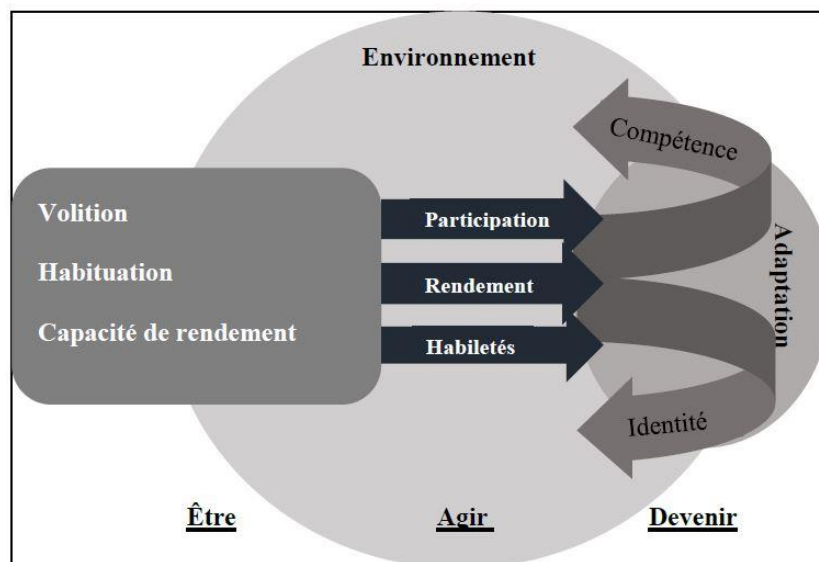 Environnement
Compétence
Volition
Habituation
Capacité de rendement
Participation
Rendement
Habiletés
Adaptation
Identité
Être
Agir
Devenir